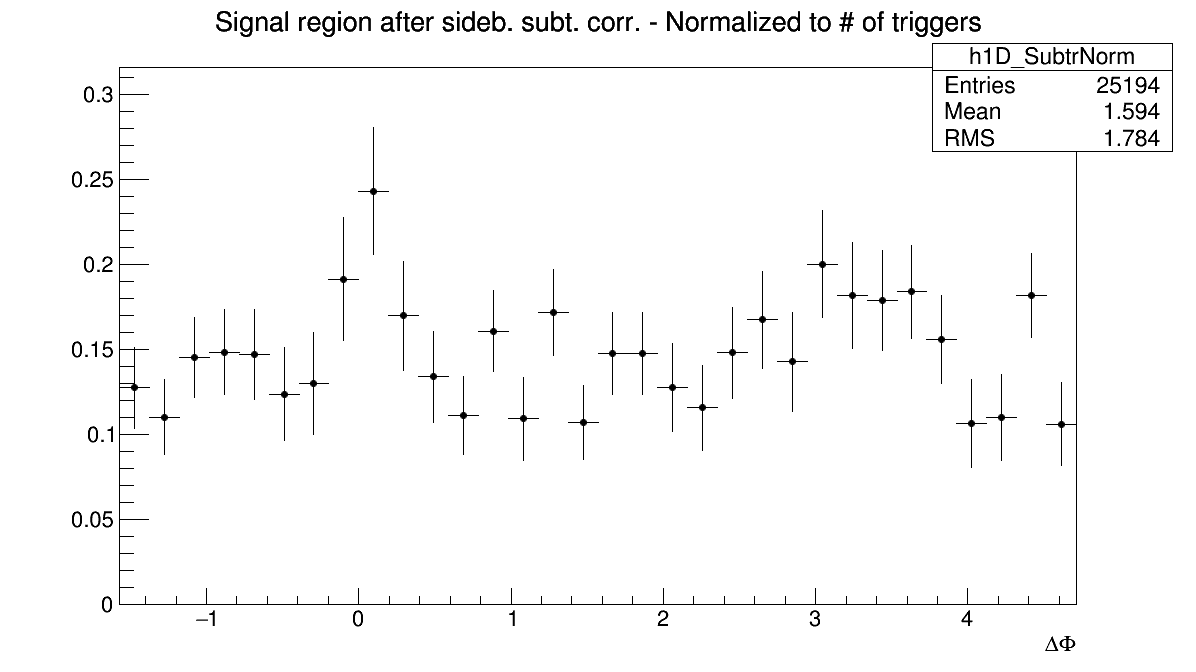 Signal region after sideb. subt. corr. - Normalized to # of triggers
h1D_SubtrNorm
Entries 25194
Mean 1.594
RMS 1.784
0.3
0.25
0.2
0.15
0.1
0.05
0
−1 0 1 2 3 4
ΔΦ